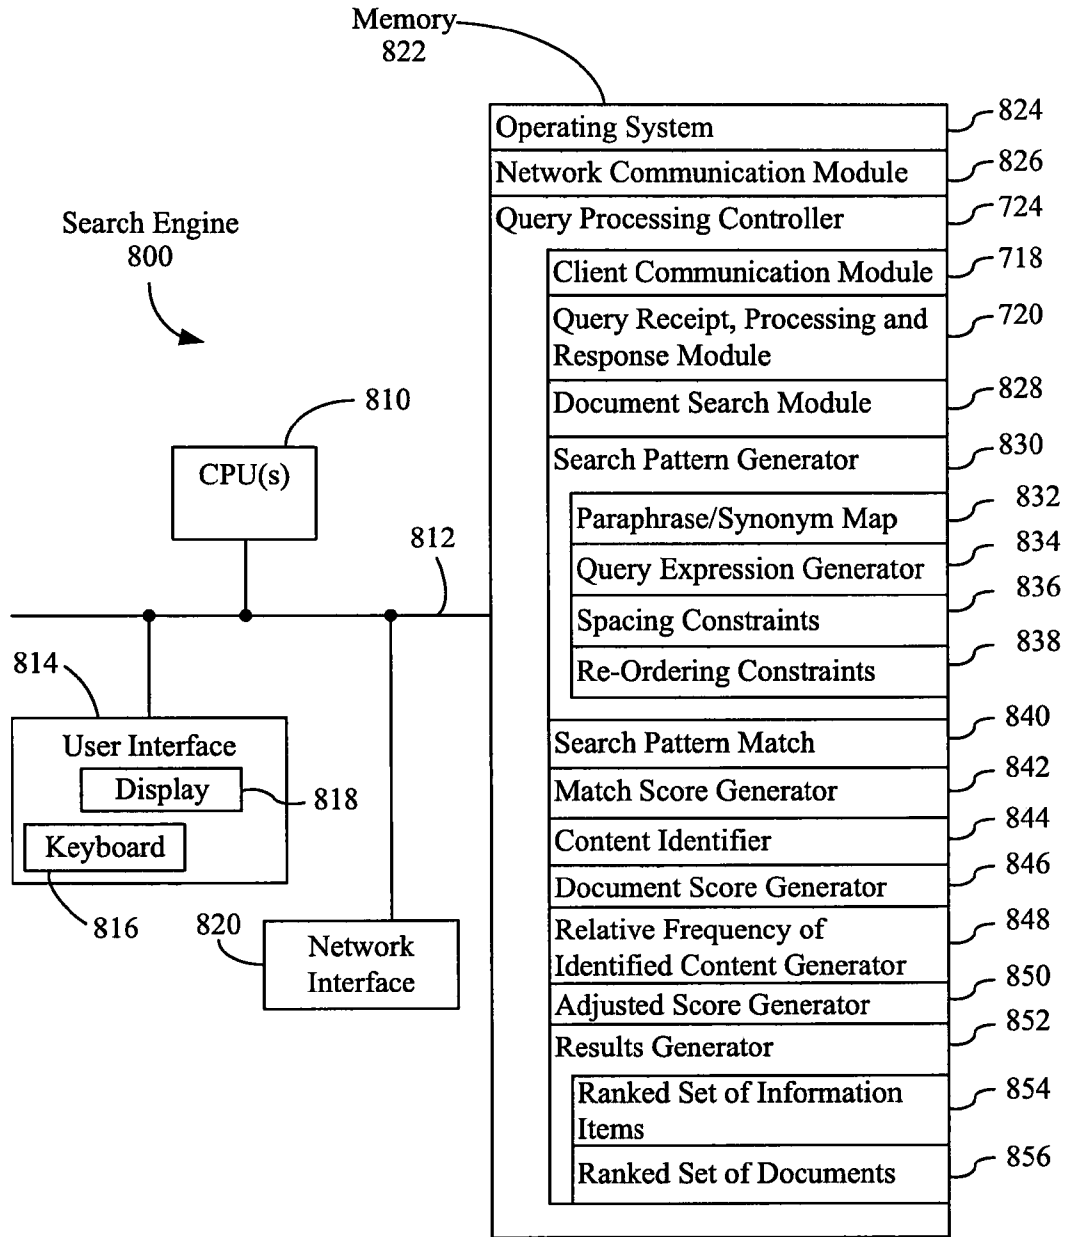 Memory
822
Operating System
824
Network Communication Module
826
Query Processing Controller
724
Search Engine
800
Client Communication Module
718
Query Receipt, Processing and
Response Module
720
Document Search Module
828
Search Pattern Generator
830
Paraphrase/Synonym Map
832
Query Expression Generator
834
Spacing Constraints
836
Re-Ordering Constraints
838
810
CPU(s)
812
814
User Interface
Display
818
Keyboard
816
820
Network
Interface
Search Pattern Match
840
Match Score Generator
842
Content Identifier
844
Document Score Generator
846
Relative Frequency of
Identified Content Generator
848
Adjusted Score Generator
850
Results Generator
852
Ranked Set of Information
Items
854
Ranked Set of Documents
856